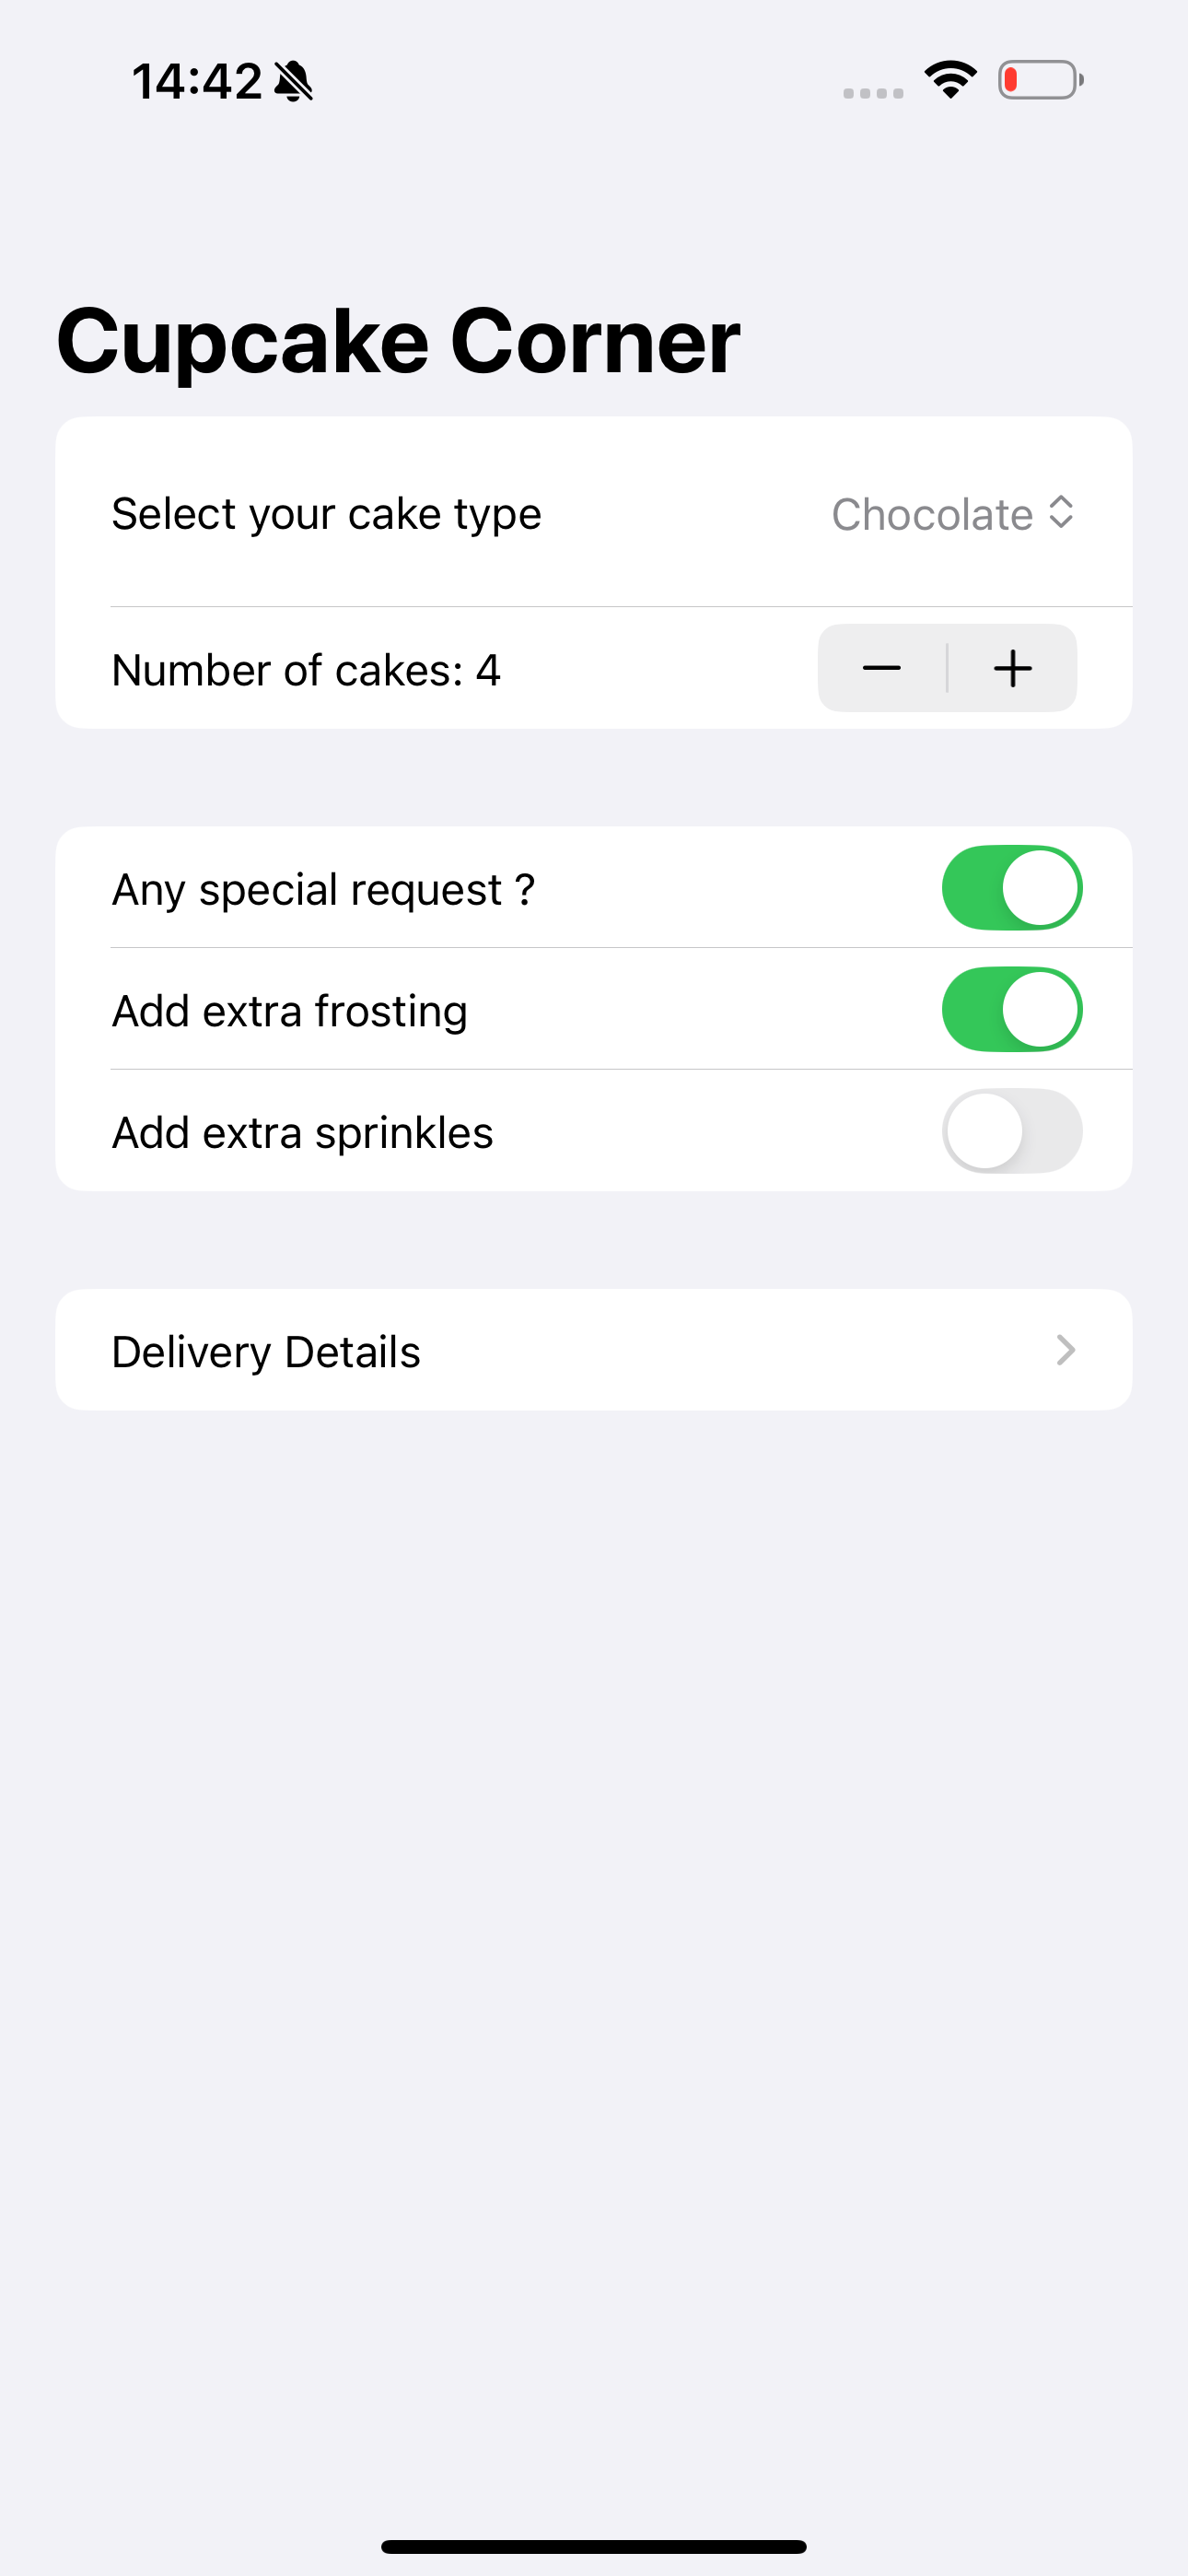 14:42
Cupcake Corner
Select your cake type Chocolate
Number of cakes: 4
Any special request ?
Add extra frosting
Add extra sprinkles
Delivery Details